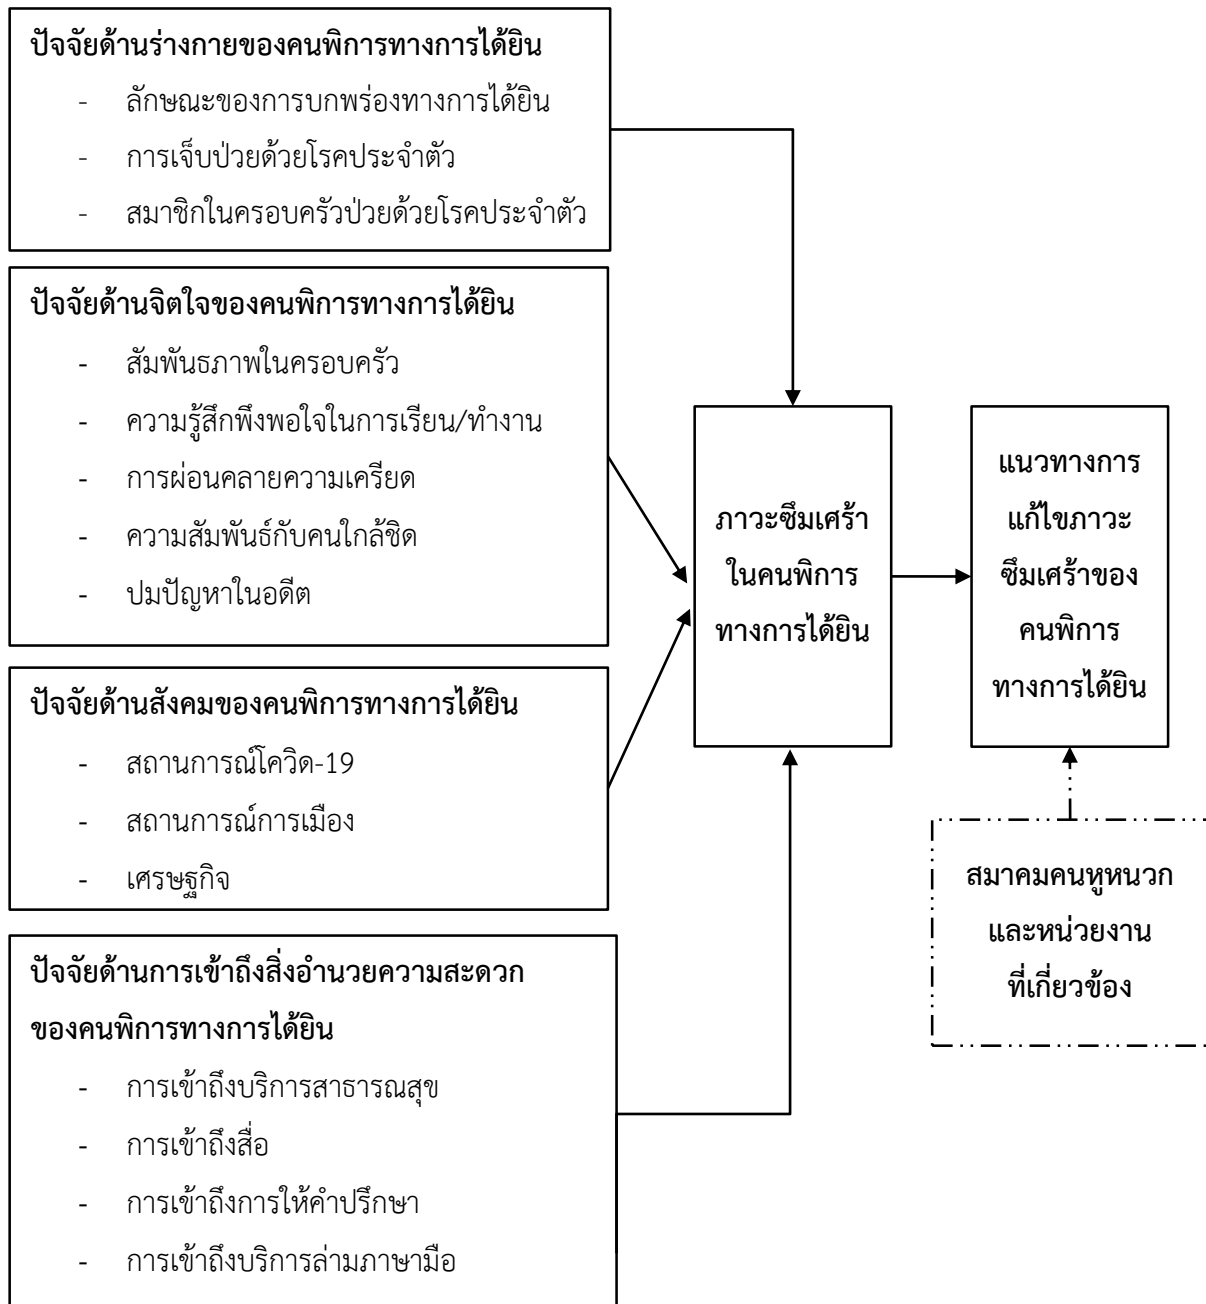 ปัจจัยด้านร่างกายของคนพิการทางการได้ยิน
- ลักษณะของการบกพร่องทางการได้ยิน
- การเจ็บป่วยด้วยโรคประจำตัว
- สมาชิกในครอบครัวป่วยด้วยโรคประจำตัว
ปัจจัยด้านจิตใจของคนพิการทางการได้ยิน
- สัมพันธภาพในครอบครัว
- ความรู้สึกพึงพอใจในการเรียน/ทำงาน
- การผ่อนคลายความเครียด
- ความสัมพันธ์กับคนใกล้ชิด
- ปมปัญหาในอดีต
ปัจจัยด้านสังคมของคนพิการทางการได้ยิน
- สถานการณ์โควิด-19
- สถานการณ์การเมือง
- เศรษฐกิจ
ปัจจัยด้านการเข้าถึงสิ่งอำนวยความสะดวก
ของคนพิการทางการได้ยิน
- การเข้าถึงบริการสาธารณสุข
- การเข้าถึงสื่อ
- การเข้าถึงการให้คำปรึกษา
- การเข้าถึงบริการล่ามภาษามือ
ภาวะซึมเศร้า
ในคนพิการ
ทางการได้ยิน
แนวทางการ
แก้ไขภาวะ
ซึมเศร้าของ
คนพิการ
ทางการได้ยิน
สมาคมคนหูหนวก
และหน่วยงาน
ที่เกี่ยวข้อง